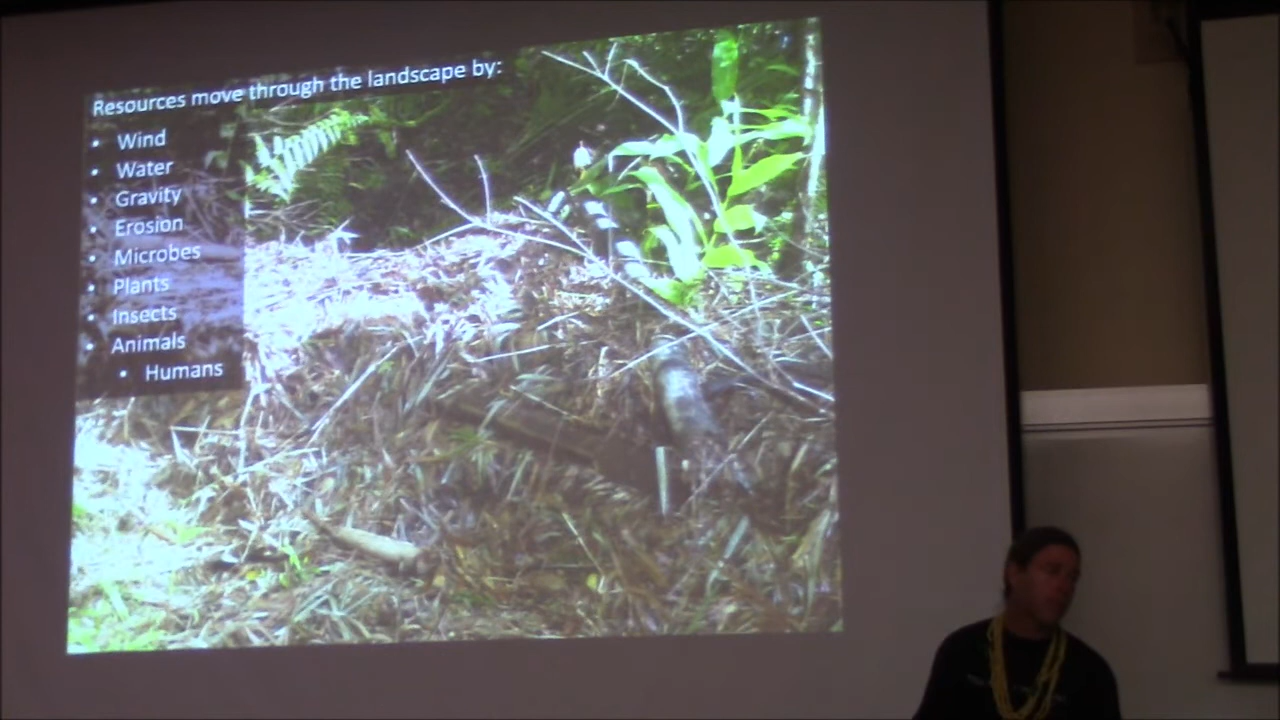 Resources move through the landscape by:
• Wind
• Water
• Gravity
• Erosion
• Microbes
• Plants
• Insects
• Animals
• Humans